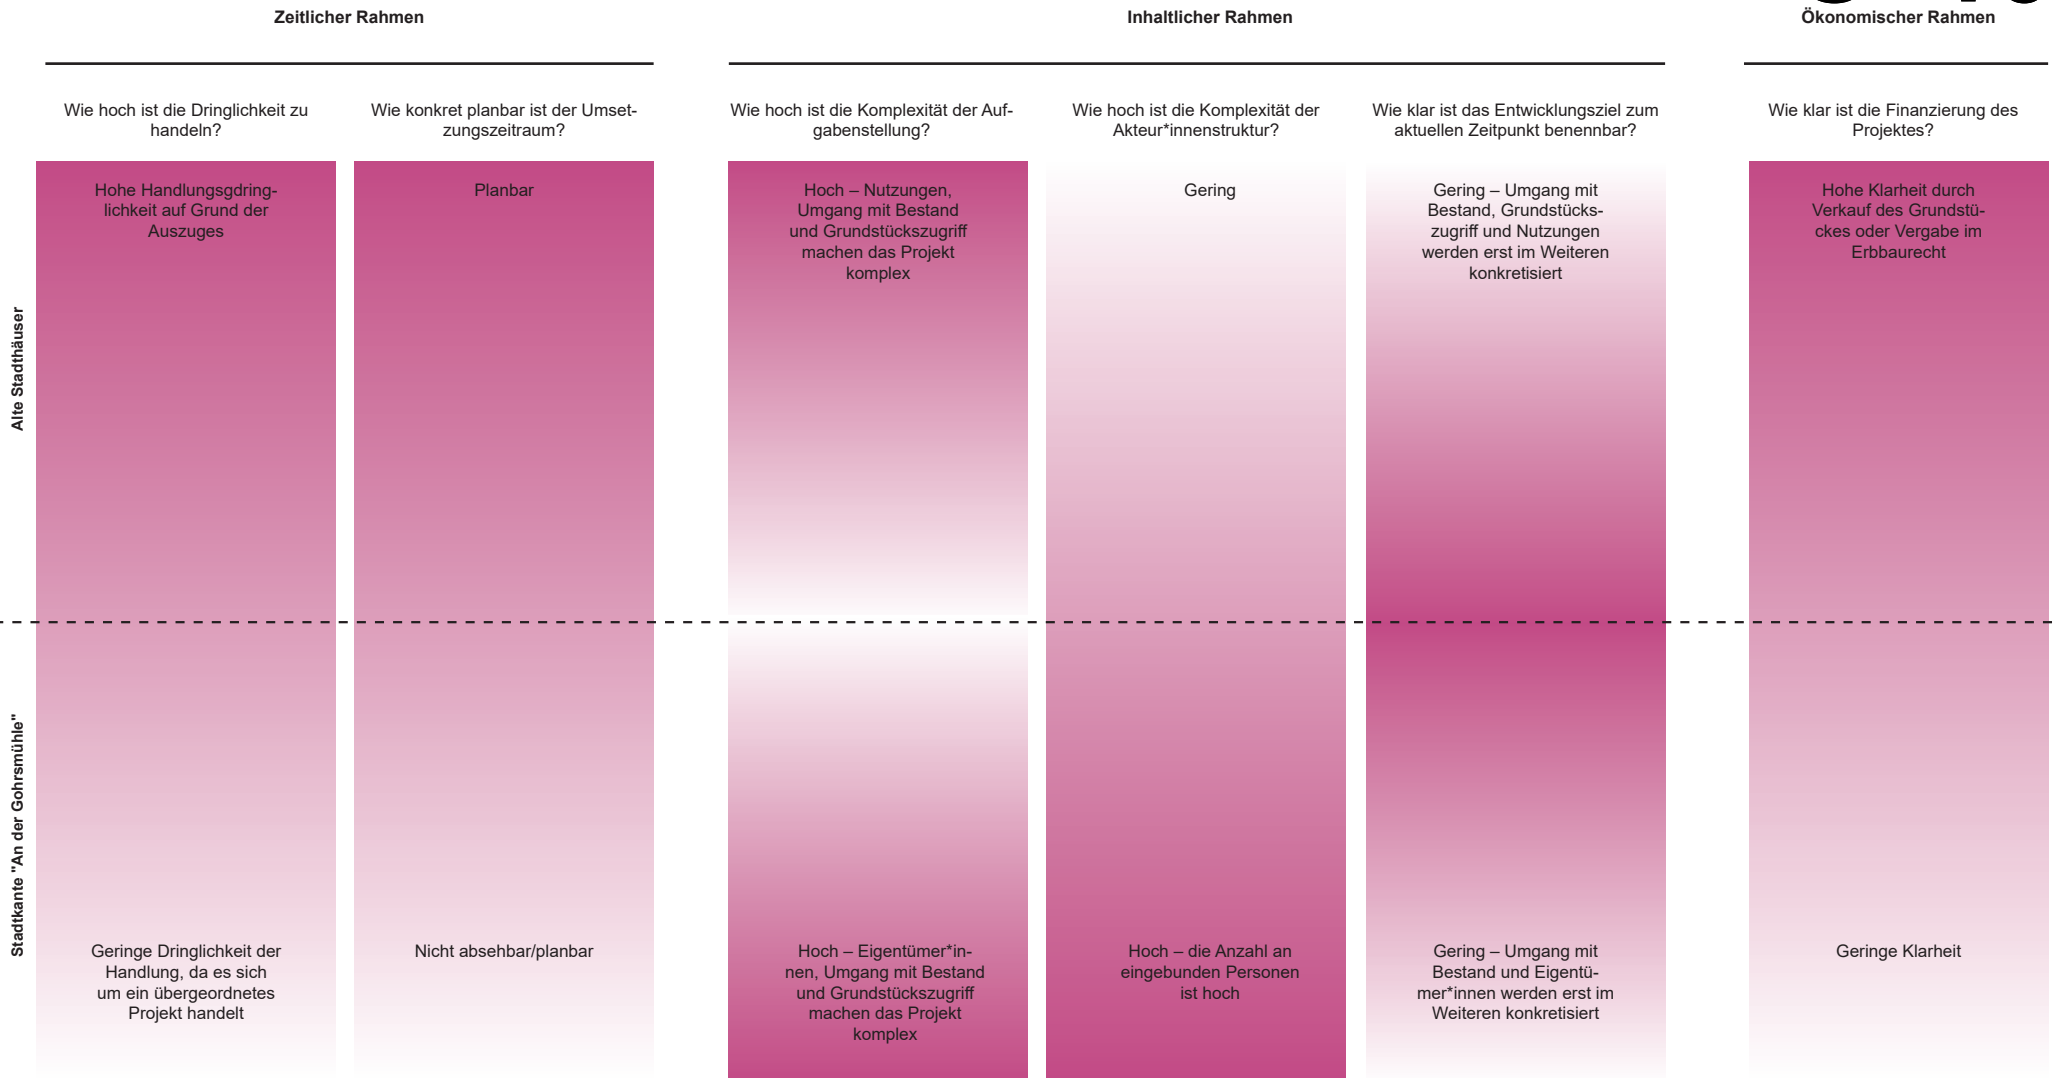 Zeitlicher Rahmen
Inhaltlicher Rahmen
Ökonomischer Rahmen
Wie hoch ist die Dringlichkeit zu
handeln?
Wie konkret planbar ist der Umset-
zungszeitraum?
Wie hoch ist die Komplexität der Auf-
gabenstellung?
Wie hoch ist die Komplexität der
Akteur*innenstruktur?
Wie klar ist das Entwicklungsziel zum
aktuellen Zeitpunkt benennbar?
Wie klar ist die Finanzierung des
Projektes?
Alte Stadthäuser
Hohe Handlungsgdring-
lichkeit auf Grund der
Auszuges
Planbar
Hoch – Nutzungen,
Umgang mit Bestand
und Grundstückszugriff
machen das Projekt
komplex
Gering
Gering – Umgang mit
Bestand, Grundstücks-
zugriff und Nutzungen
werden erst im Weiteren
konkretisiert
Hohe Klarheit durch
Verkauf des Grundstü-
ckes oder Vergabe im
Erbbaurecht
Stadtkante "An der Gohrsmühle"
Geringe Dringlichkeit der
Handlung, da es sich
um ein übergeordnetes
Projekt handelt
Nicht absehbar/planbar
Hoch – Eigentümer*in-
nen, Umgang mit Bestand
und Grundstückszugriff
machen das Projekt
komplex
Hoch – die Anzahl an
eingebunden Personen
ist hoch
Gering – Umgang mit
Bestand und Eigentü-
mer*innen werden erst im
Weiteren konkretisiert
Geringe Klarheit